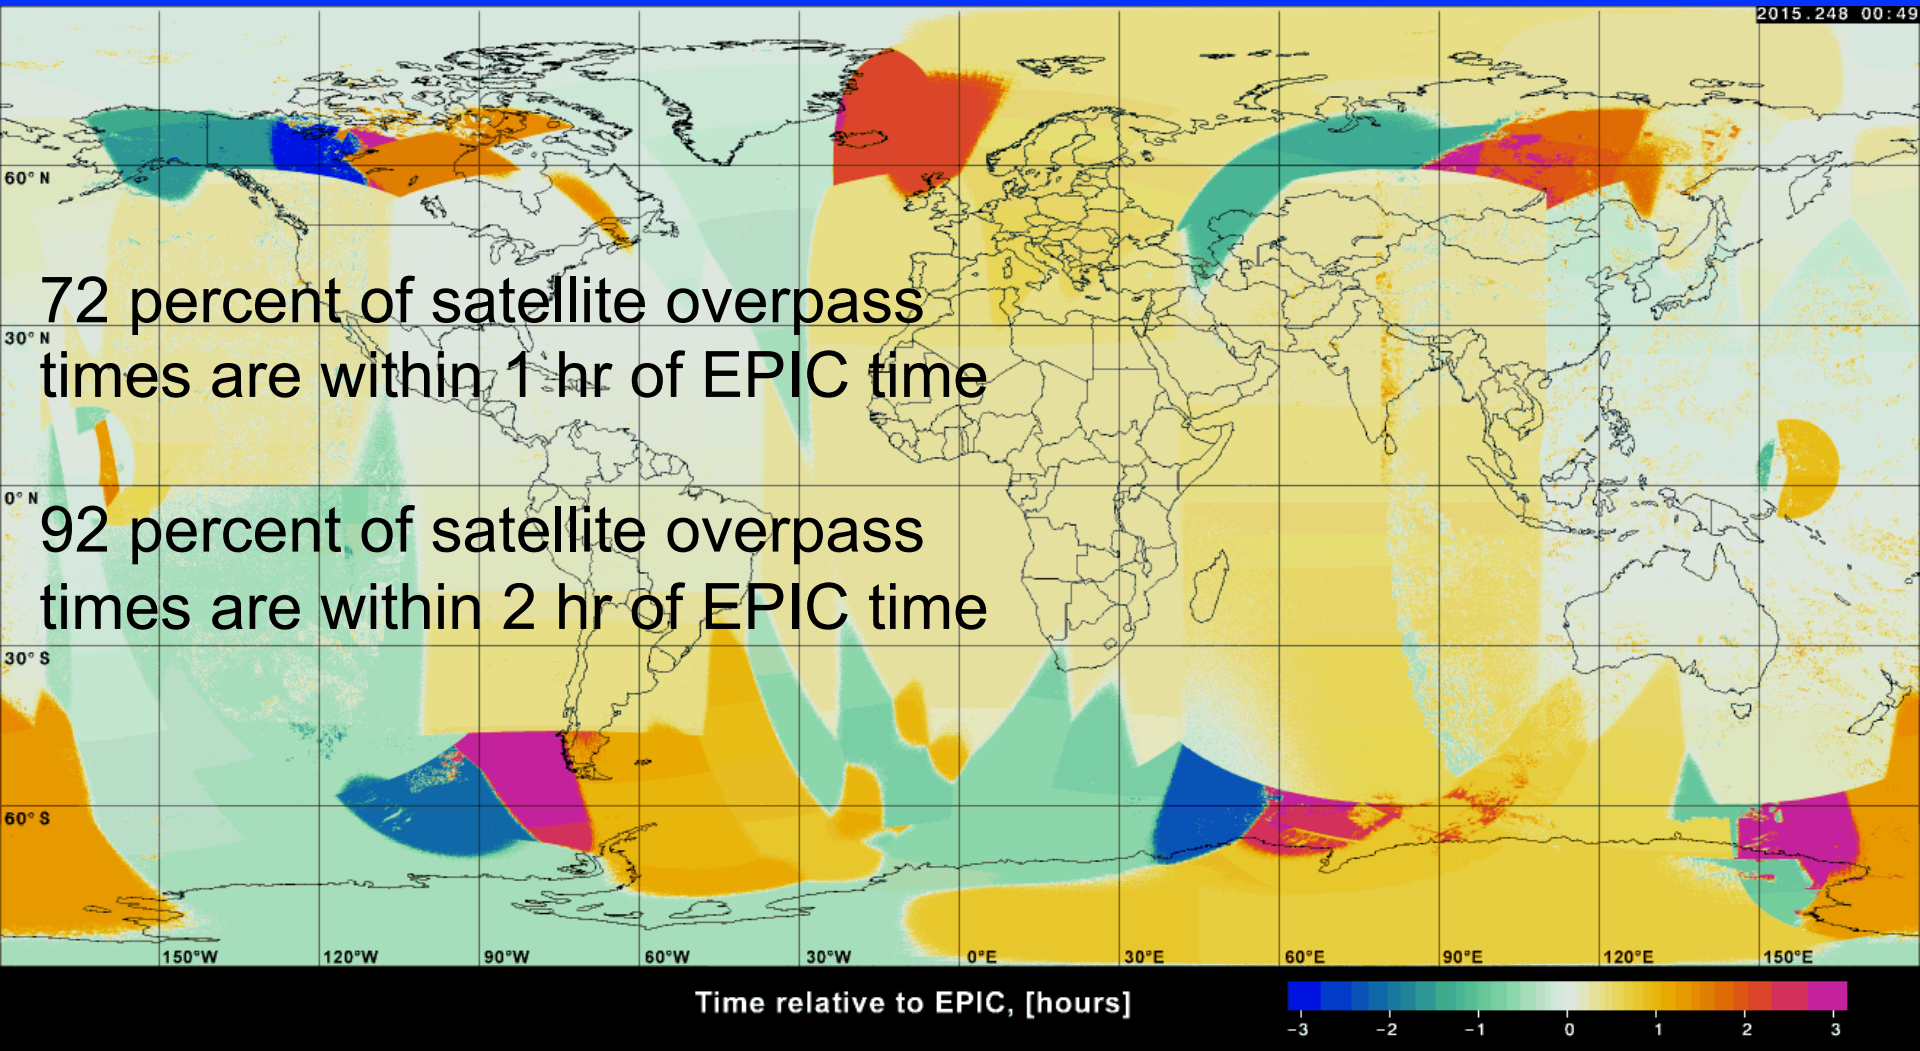 2015.248 00:49
60° N
72 percent of satellite overpass
30° N
times are within 1 hr of EPIC time
0° N
92 percent of satellite overpass
times are within 2 hr of EPIC time
30° S
60° S
150°W 120°W 90°W 60°W 30°W 0°E 30°E 60°E 90°E 120°E 150°E
Time relative to EPIC, [hours]
-3 -2 -1 0 1 2 3